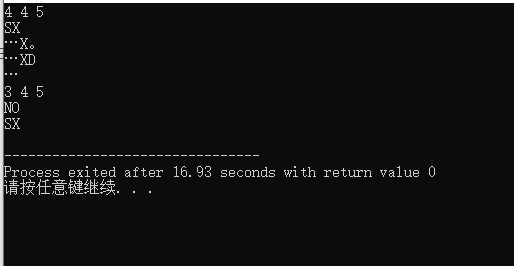 4 4 5
SX
…X。
…XD
…
3 4 5
NO
SX
--------------------------------
Process exited after 16.93 seconds with return value 0
请按任意键继续. . .